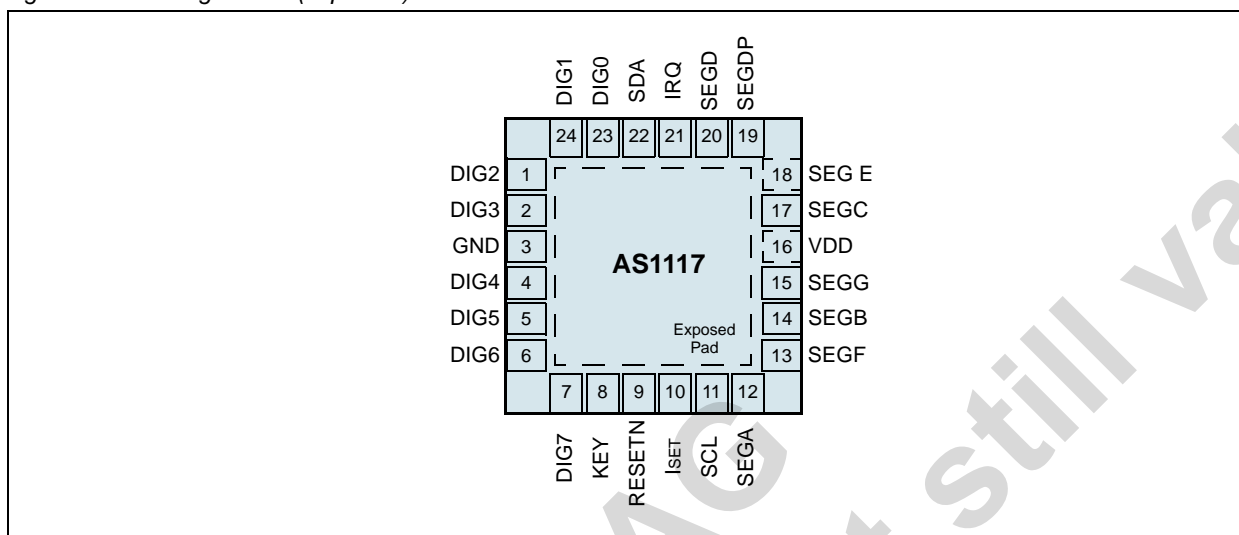 DIG1
DIG0
SDA
IRQ
SEGD
SEGDP
24 23 22 21 20 19
DIG2 1 18 SEG E
DIG3 2 17 SEGC
GND 3 16 VDD
AS1117
DIG4 4 15 SEGG
DIG5 5 14 SEGB
Exposed
Pad
DIG6 6 13 SEGF
7 8 9 10 11 12
DIG7
KEY
RESETN
ISET
SCL
SEGA
AG
still